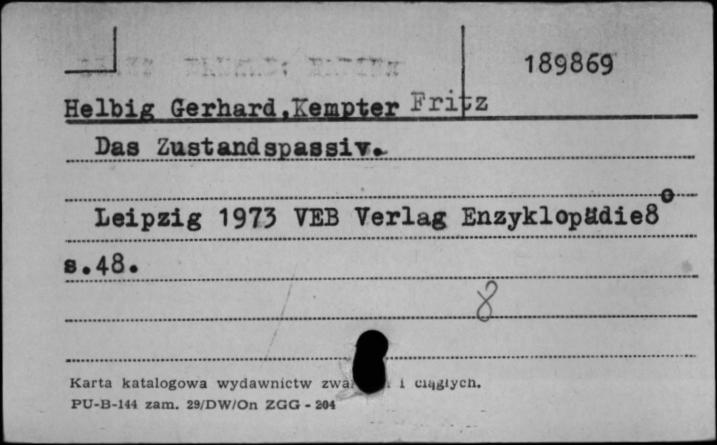 189869
Helbig Gerhard,Kempter Fritz
Das Zustandspassiv.
Leipzig 1973 VEB Verlag Enzyklopädie8°
s.48.
8
Karta katalogowa wydawnictw i ciągłych.
PU-B-144 zam. 29/DW/On ZGG - 204